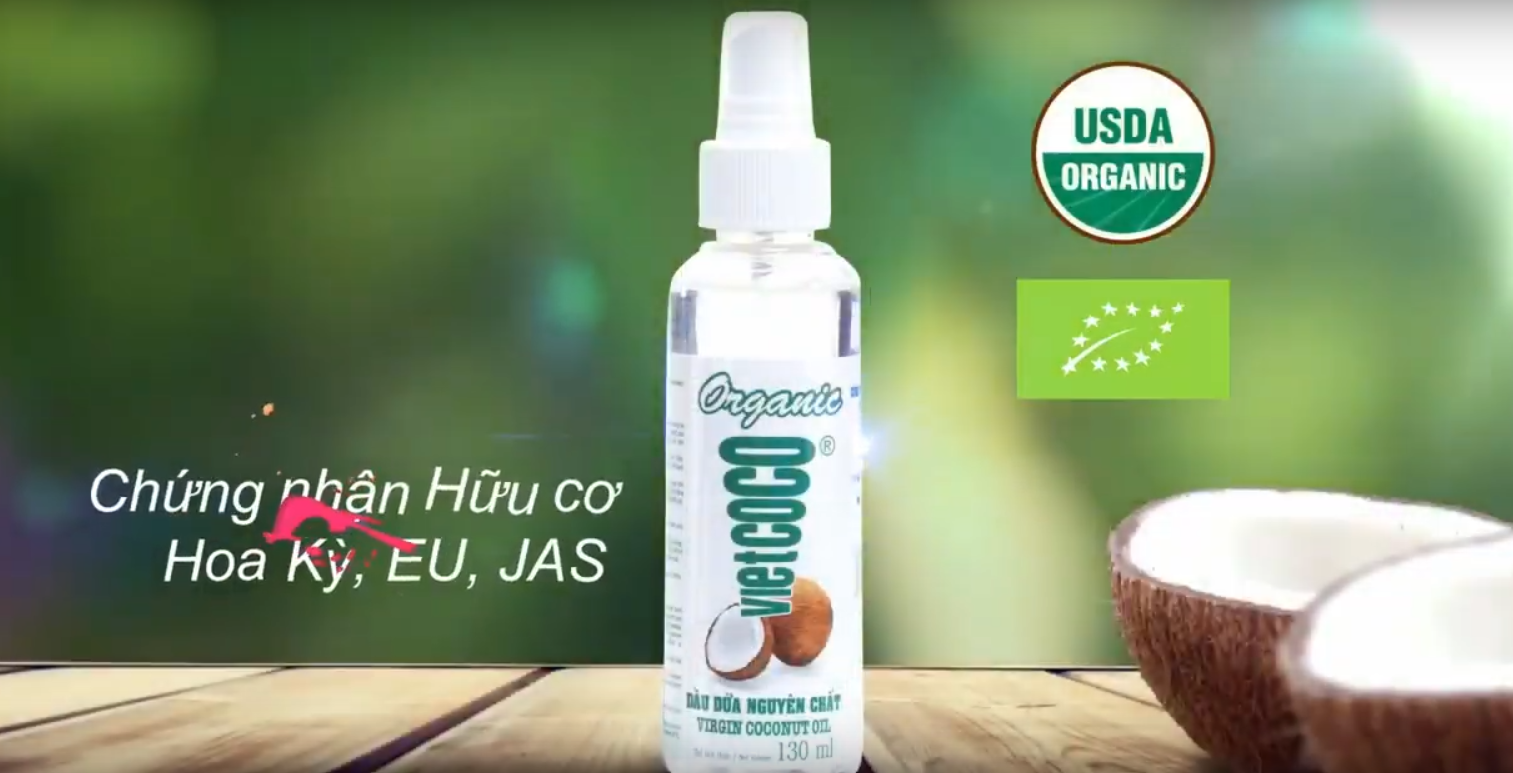 USDA
ORGANIC
Organic
vietcoco®
Chứng nhận Hữu cơ
Hoa Kỳ, EU, JAS
DẦU DỪA NGUYÊN CHẤT
VIRGIN COCONUT OIL
130 ml